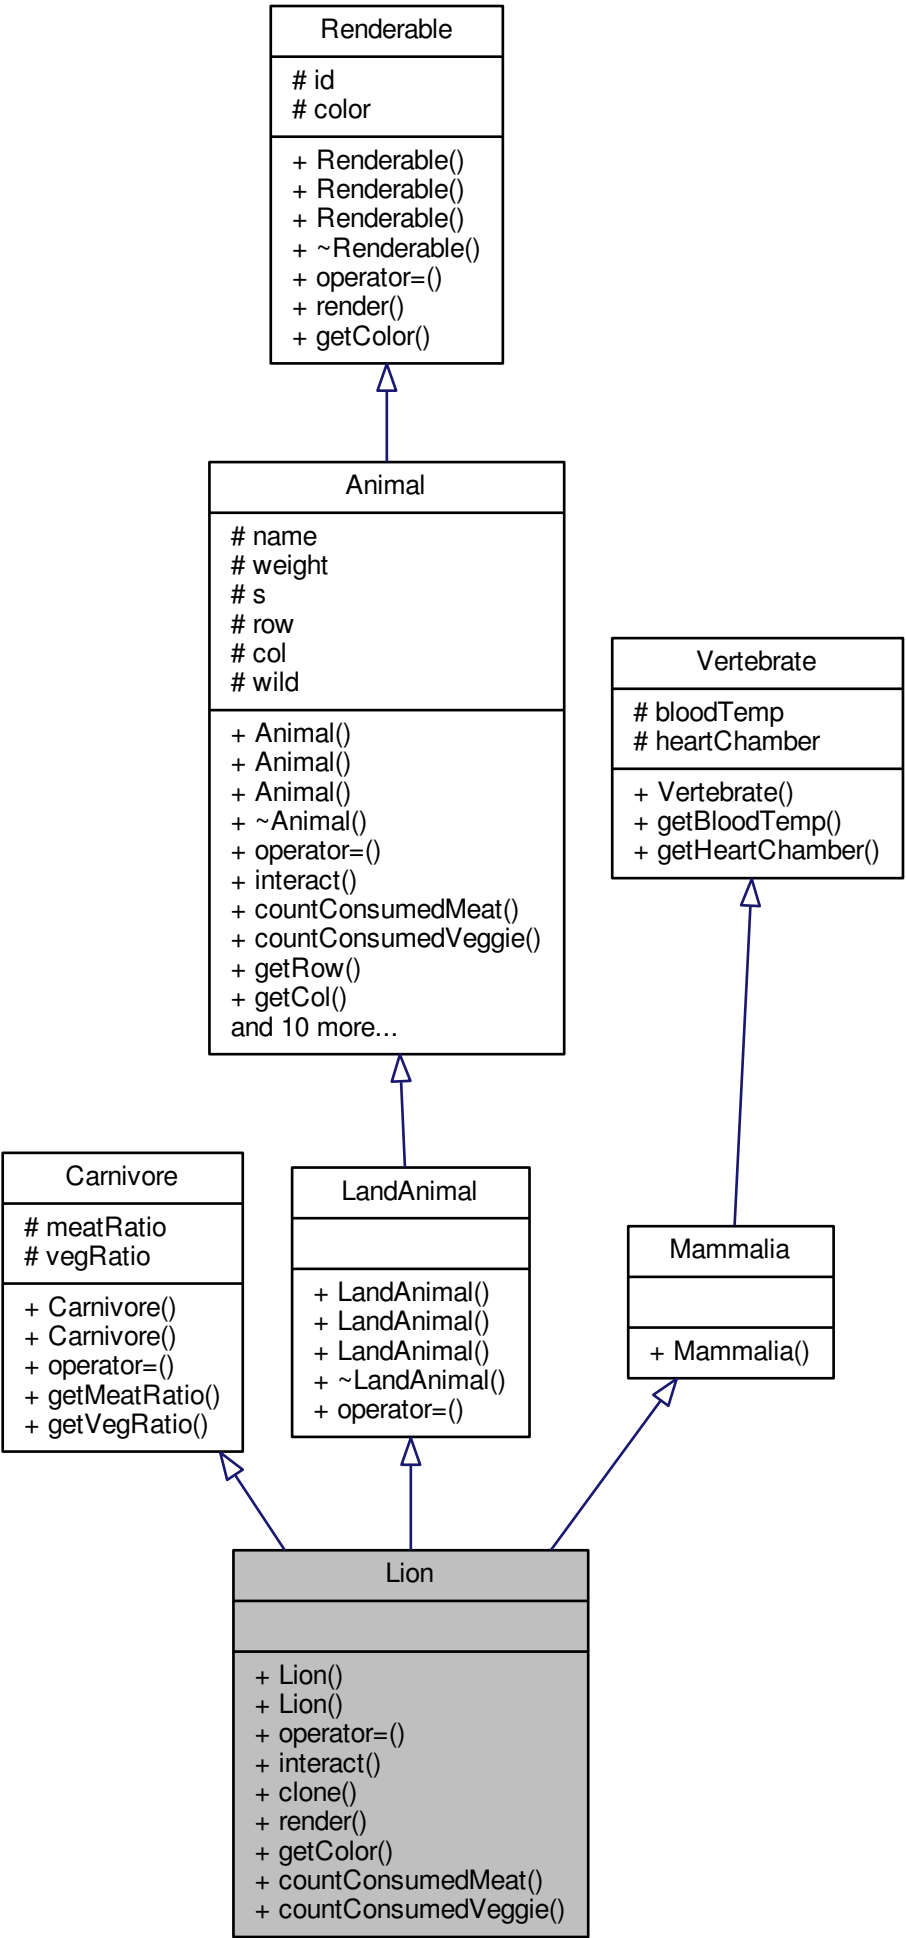 Renderable
# id
# color
+ Renderable()
+ Renderable()
+ Renderable()
+ ~Renderable()
+ operator=()
+ render()
+ getColor()
Animal
# name
# weight
# s
# row
# col
# wild
+ Animal()
+ Animal()
+ Animal()
+ ~Animal()
+ operator=()
+ interact()
+ countConsumedMeat()
+ countConsumedVeggie()
+ getRow()
+ getCol()
and 10 more...
Vertebrate
# bloodTemp
# heartChamber
+ Vertebrate()
+ getBloodTemp()
+ getHeartChamber()
Carnivore
# meatRatio
# vegRatio
+ Carnivore()
+ Carnivore()
+ operator=()
+ getMeatRatio()
+ getVegRatio()
LandAnimal
+ LandAnimal()
+ LandAnimal()
+ LandAnimal()
+ ~LandAnimal()
+ operator=()
Mammalia
+ Mammalia()
Lion
+ Lion()
+ Lion()
+ operator=()
+ interact()
+ clone()
+ render()
+ getColor()
+ countConsumedMeat()
+ countConsumedVeggie()